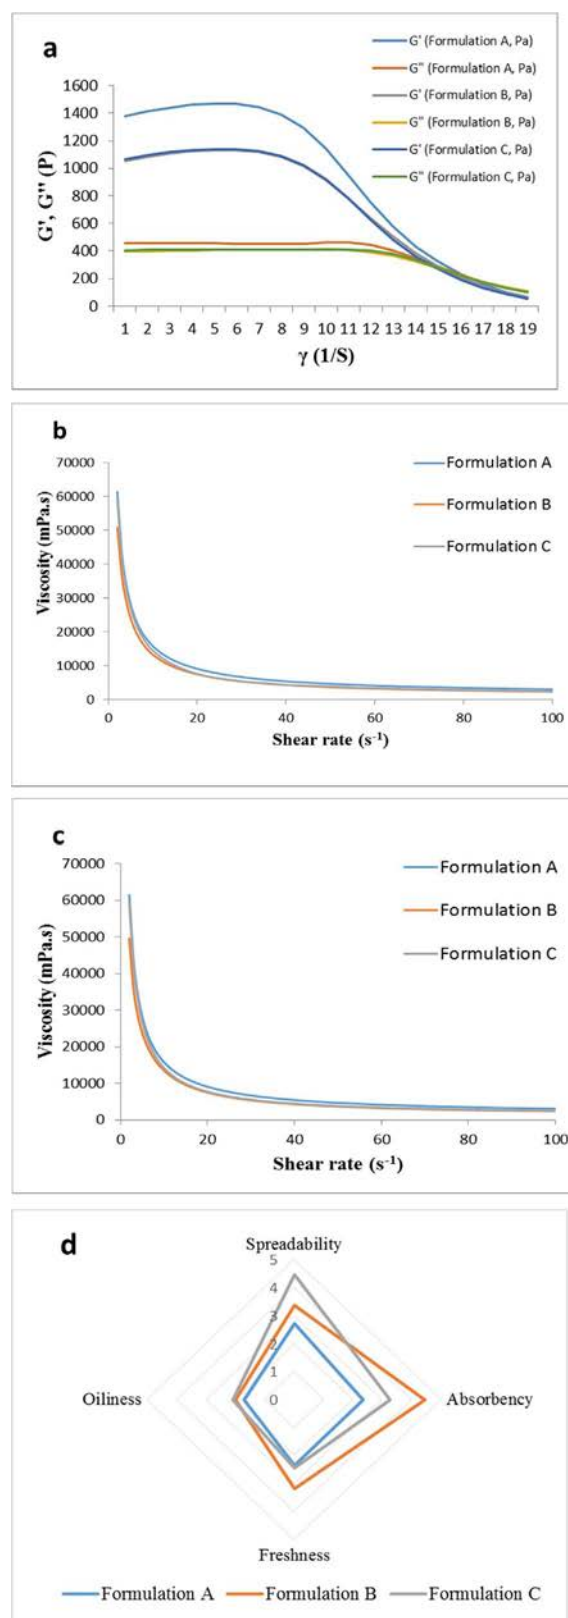 a
G' (Formulation A, Pa)
G'' (Formulation A, Pa)
G' (Formulation B, Pa)
G'' (Formulation B, Pa)
G' (Formulation C, Pa)
G'' (Formulation C, Pa)
G', G'' (P)
1600
1400
1200
1000
800
600
400
200
0
1 2 3 4 5 6 7 8 9 10 11 12 13 14 15 16 17 18 19
γ (1/S)
b
Formulation A
Formulation B
Formulation C
Viscosity (mPa.s)
70000
60000
50000
40000
30000
20000
10000
0
0 20 40 60 80 100
Shear rate (s⁻¹)
c
Formulation A
Formulation B
Formulation C
Viscosity (mPa.s)
70000
60000
50000
40000
30000
20000
10000
0
0 20 40 60 80 100
Shear rate (s⁻¹)
d
Spreadability
5
4
3
2
1
0
Oiliness
Absorbency
Freshness
Formulation A Formulation B Formulation C